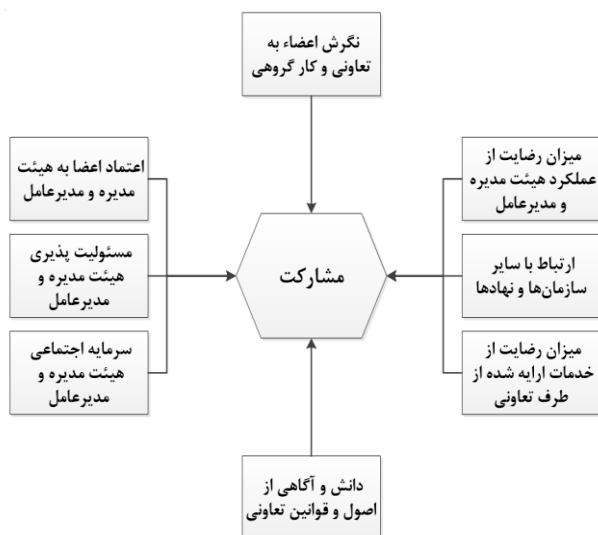 نگرش اعضاء به
تعاونی و کار گروهی
میزان رضایت از
عملکرد هیئت مدیره
و مدیرعامل
ارتباط با سایر
سازمان‌ها و نهادها
میزان رضایت از
خدمات ارایه شده از
طرف تعاونی
مشارکت
اعتماد اعضا به هیئت
مدیره و مدیرعامل
مسئولیت پذیری
هیئت مدیره و
مدیرعامل
سرمایه اجتماعی
هیئت مدیره و
مدیرعامل
دانش و آگاهی از
اصول و قوانین تعاونی